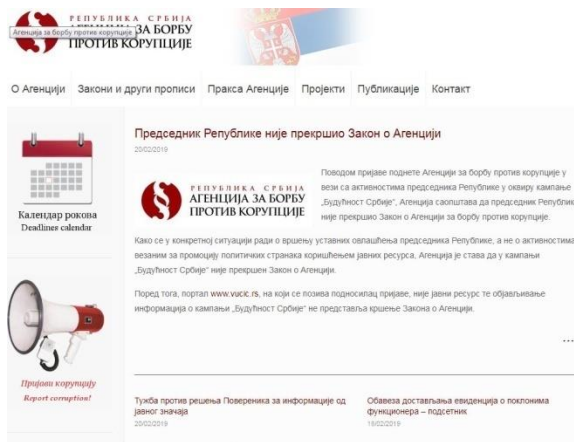 РЕПУБЛИКА СРБИЈА
АГЕНЦИЈА ЗА БОРБУ
ПРОТИВ КОРУПЦИЈЕ
Агенција за борбу против корупције
О Агенцији Закони и други прописи Пракса Агенције Пројекти Публикације Контакт
Календар рокова
Deadlines calendar
Пријави корупцију
Report corruption!
Председник Републике није прекршио Закон о Агенцији
20/02/2019
РЕПУБЛИКА СРБИЈА
АГЕНЦИЈА ЗА БОРБУ
ПРОТИВ КОРУПЦИЈЕ
Поводом пријаве поднете Агенцији за борбу против корупције у
вези са активностима председника Републике у оквиру кампање
„Будућност Србије", Агенција саопштава да председник Републик
није прекршио Закон о Агенцији за борбу против корупције.
Како се у конкретној ситуацији ради о вршењу уставних овлашћења председника Републике, а не о активностима
везаним за промоцију политичких странака коришћењем јавних ресурса, Агенција је става да у кампањи
„Будућност Србије" није прекршен Закон о Агенцији.
Поред тога, портал www.vucic.rs, на који се позива подносилац пријаве, није јавни ресурс те објављивање
информација о кампањи „Будућност Србије" не представља кршење Закона о Агенцији.
...
Тужба против решења Повереника за информације од
јавног значаја
20/02/2019
Обавеза достављања евиденција о поклонима
функционера – подсетник
18/02/2019